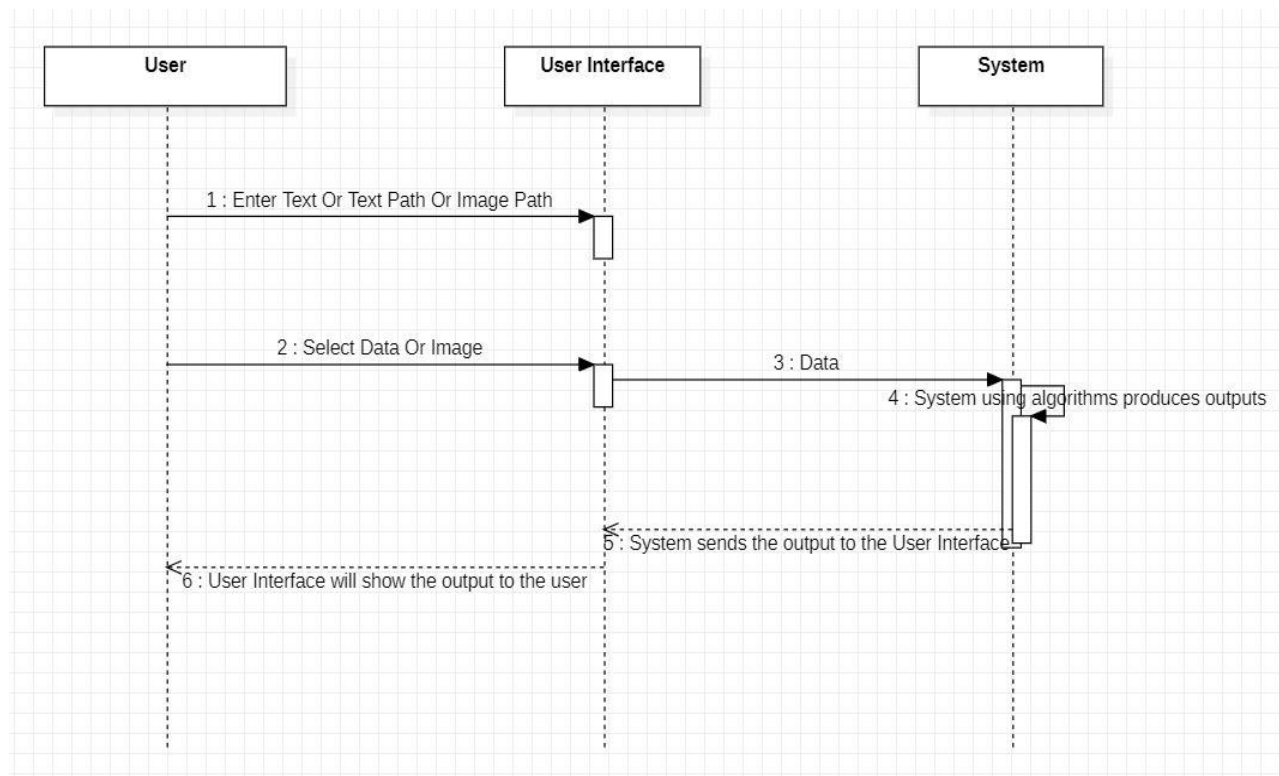 User
User Interface
System
1 : Enter Text Or Text Path Or Image Path
2 : Select Data Or Image
3 : Data
4 : System using algorithms produces outputs
5 : System sends the output to the User Interface
6 : User Interface will show the output to the user